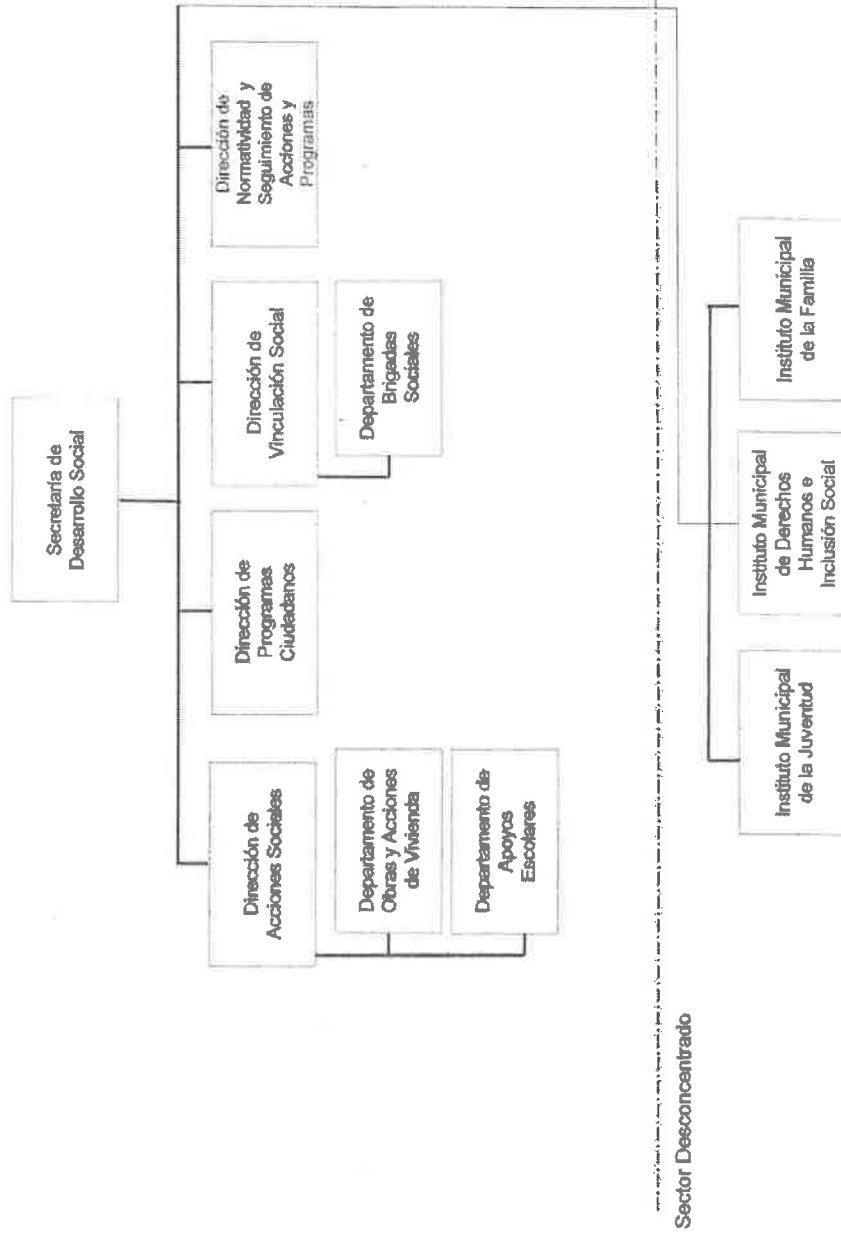 Secretaría de
Desarrollo Social
Dirección de
Acciones Sociales
Dirección de
Programas
Ciudadanos
Dirección de
Vinculación Social
Dirección de
Normatividad y
Seguimiento de
Acciones y
Programas
Departamento de
Obras y Acciones
de Vivienda
Departamento de
Apoyos
Escolares
Departamento de
Brigadas
Sociales
Sector Desconcentrado
Instituto Municipal
de la Juventud
Instituto Municipal
de Derechos
Humanos e
Inclusión Social
Instituto Municipal
de la Familia